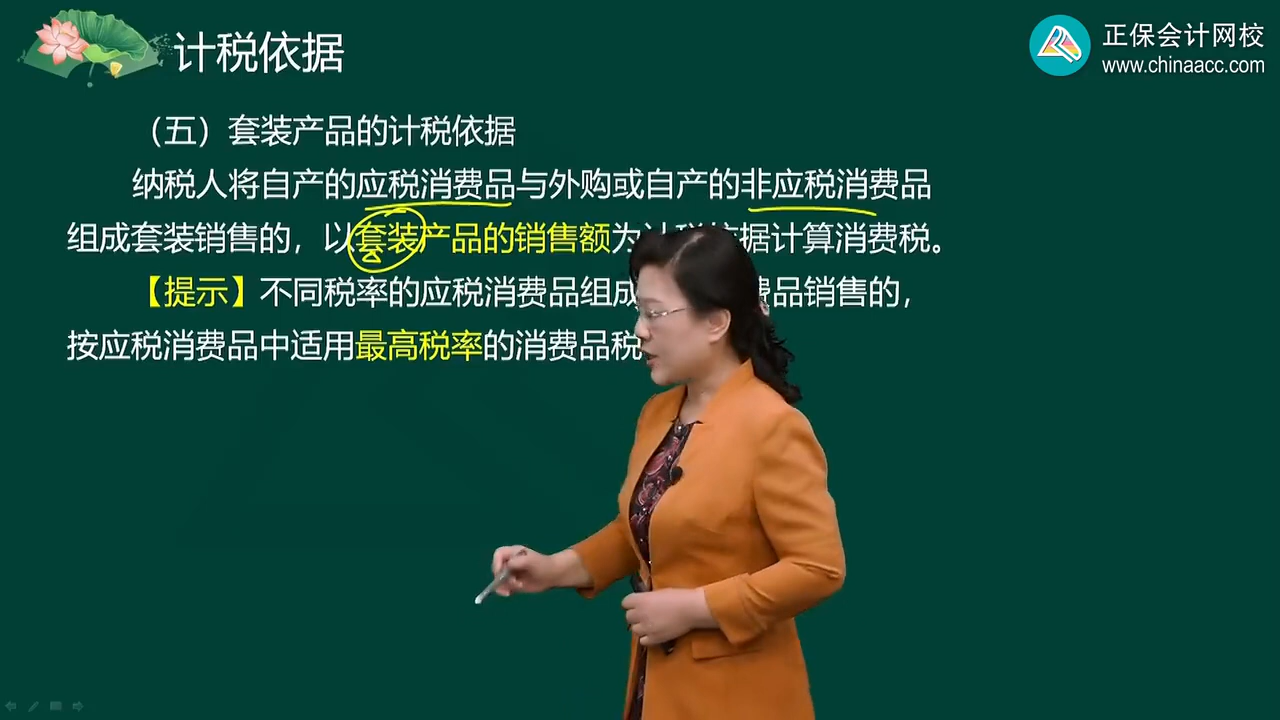 计税依据
正保会计网校
www.chinaacc.com
（五）套装产品的计税依据
纳税人将自产的应税消费品与外购或自产的非应税消费品
组成套装销售的，以套装产品的销售额为计税依据计算消费税。
【提示】不同税率的应税消费品组成 费品销售的，
按应税消费品中适用最高税率的消费品税